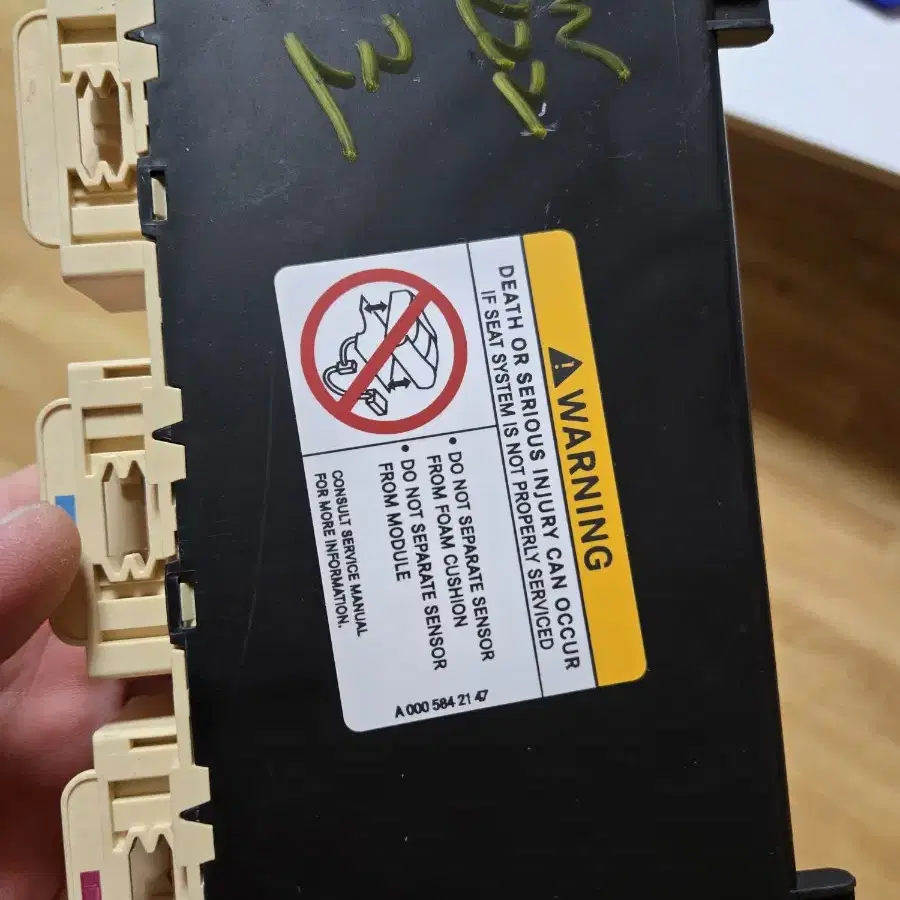 ⚠ WARNING
DEATH OR SERIOUS INJURY CAN OCCUR
IF SEAT SYSTEM IS NOT PROPERLY SERVICED
• DO NOT SEPARATE SENSOR
FROM FOAM CUSHION
• DO NOT SEPARATE SENSOR
FROM MODULE
CONSULT SERVICE MANUAL
FOR MORE INFORMATION.
A 000 584 21 47